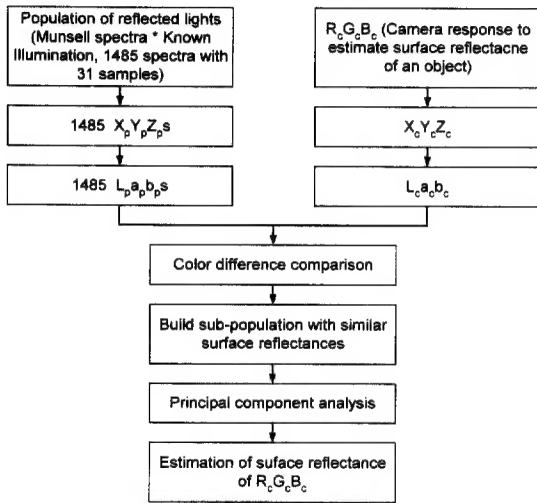 Population of reflected lights
(Munsell spectra * Known
Illumination, 1485 spectra with
31 samples)
1485 XpYpZps
1485 Lpapbps
RcGcBc (Camera response to
estimate surface reflectacne
of an object)
XcYcZc
Lcacbc
Color difference comparison
Build sub-population with similar
surface reflectances
Principal component analysis
Estimation of suface reflectance
of RcGcBc